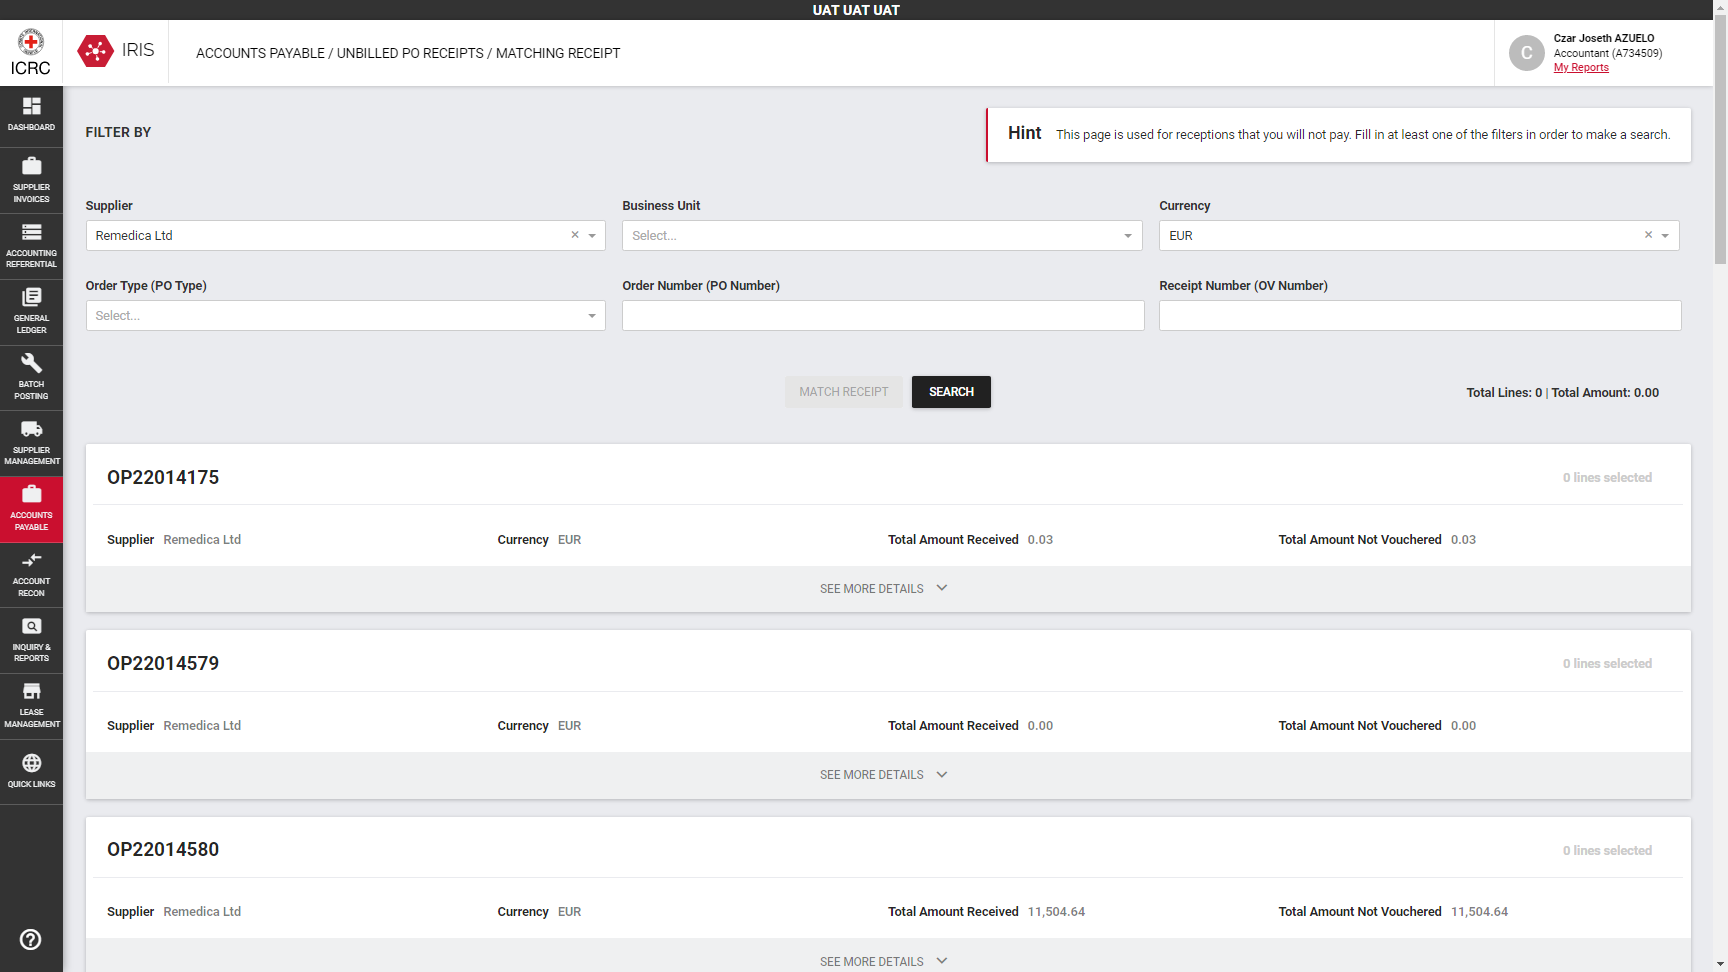 UAT UAT UAT
ICRC
IRIS
ACCOUNTS PAYABLE / UNBILLED PO RECEIPTS / MATCHING RECEIPT
C
Czar Joseth AZUELO
Accountant (A734509)
My Reports
DASHBOARD
SUPPLIER
INVOICES
ACCOUNTING
REFERENTIAL
GENERAL
LEDGER
BATCH
POSTING
SUPPLIER
MANAGEMENT
ACCOUNTS
PAYABLE
ACCOUNT
RECON
INQUIRY &
REPORTS
LEASE
MANAGEMENT
QUICK LINKS
FILTER BY
Hint This page is used for receptions that you will not pay. Fill in at least one of the filters in order to make a search.
Supplier
Remedica Ltd
Business Unit
Select...
Currency
EUR
Order Type (PO Type)
Select...
Order Number (PO Number)
Receipt Number (OV Number)
MATCH RECEIPT
SEARCH
Total Lines: 0 | Total Amount: 0.00
OP22014175
0 lines selected
Supplier Remedica Ltd
Currency EUR
Total Amount Received 0.03
Total Amount Not Vouchered 0.03
SEE MORE DETAILS
OP22014579
0 lines selected
Supplier Remedica Ltd
Currency EUR
Total Amount Received 0.00
Total Amount Not Vouchered 0.00
SEE MORE DETAILS
OP22014580
0 lines selected
Supplier Remedica Ltd
Currency EUR
Total Amount Received 11,504.64
Total Amount Not Vouchered 11,504.64
SEE MORE DETAILS